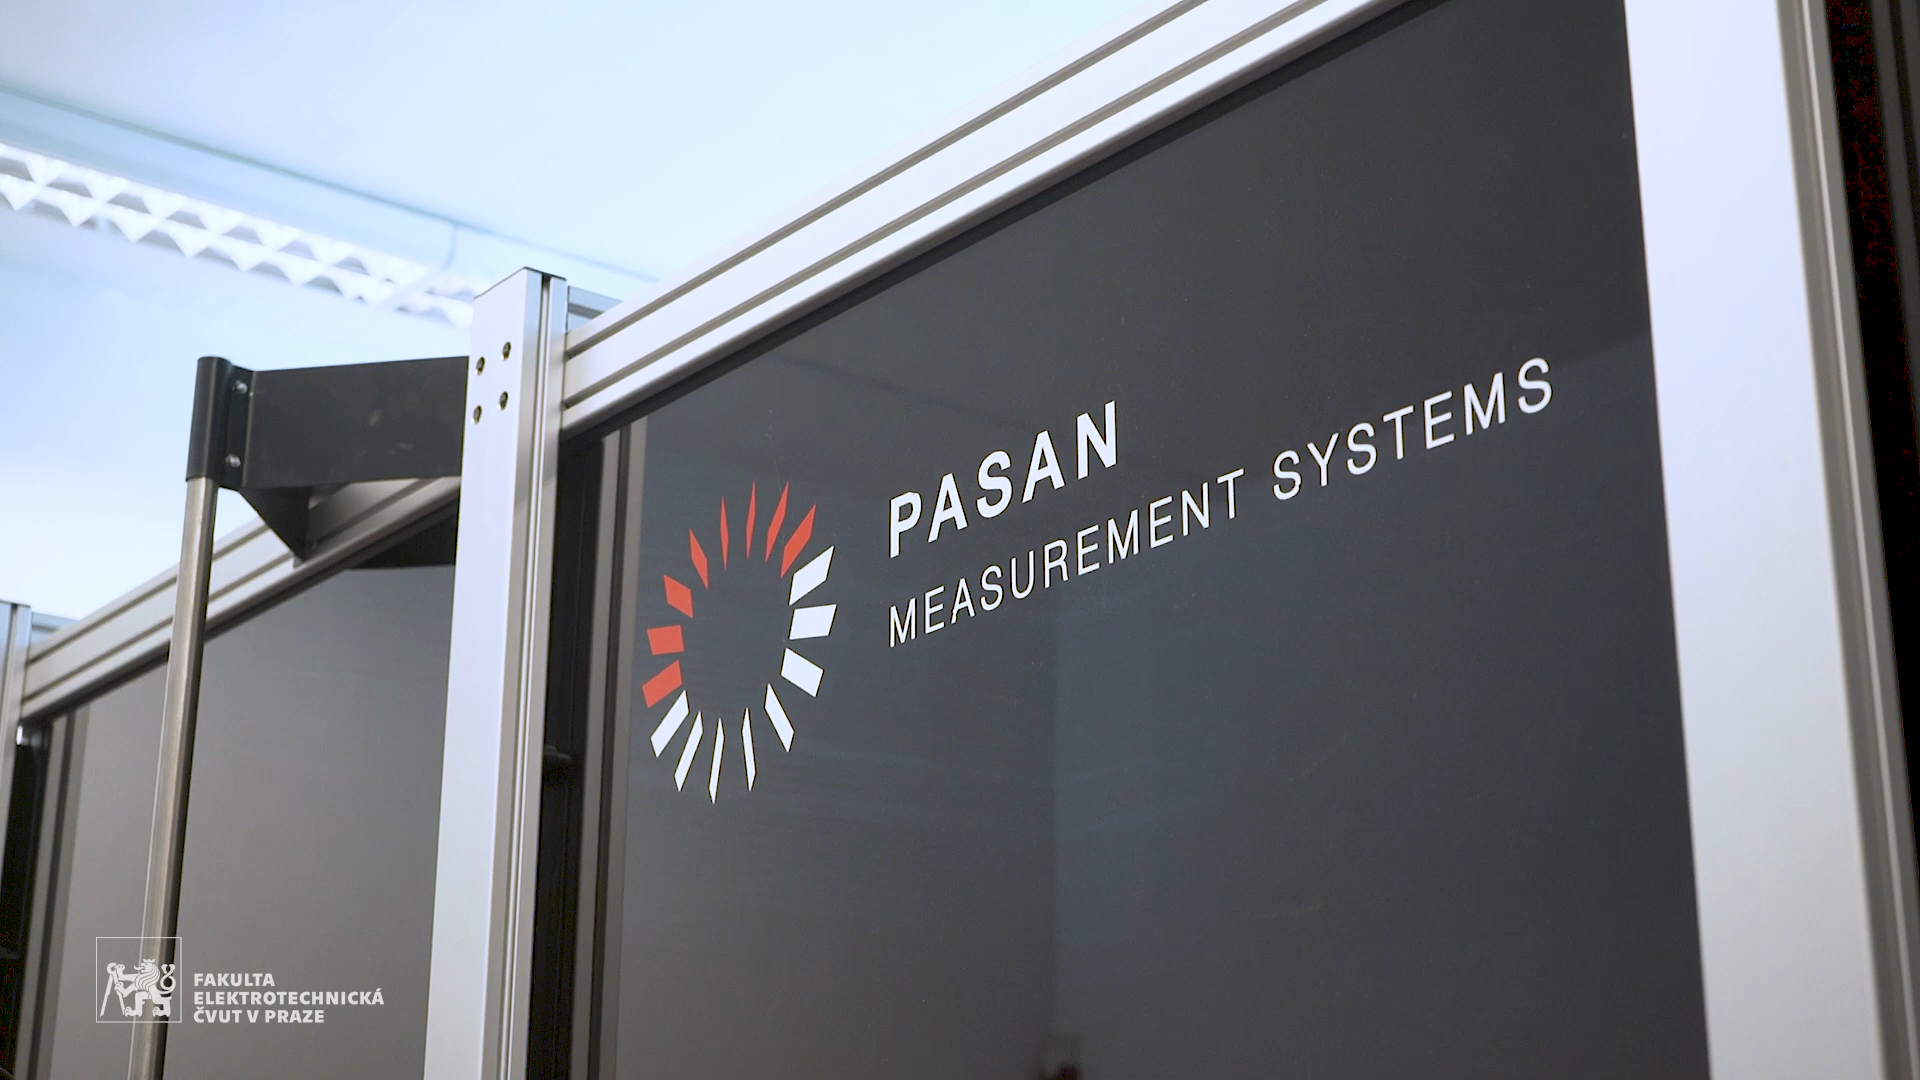 PASAN
MEASUREMENT SYSTEMS
FAKULTA
ELEKTROTECHNICKÁ
ČVUT V PRAZE